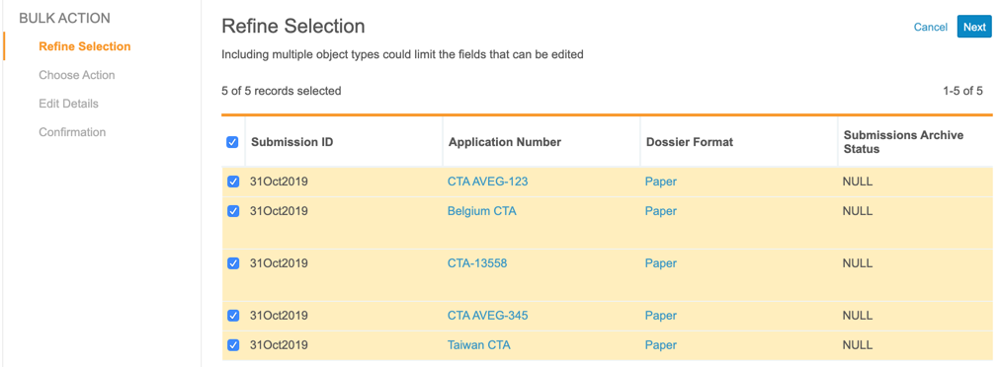 BULK ACTION
Refine Selection
Choose Action
Edit Details
Confirmation
Refine Selection
Cancel Next
Including multiple object types could limit the fields that can be edited
5 of 5 records selected 1-5 of 5
Submission ID Application Number Dossier Format Submissions Archive Status
31Oct2019 CTA AVEG-123 Paper NULL
31Oct2019 Belgium CTA Paper NULL
31Oct2019 CTA-13558 Paper NULL
31Oct2019 CTA AVEG-345 Paper NULL
31Oct2019 Taiwan CTA Paper NULL